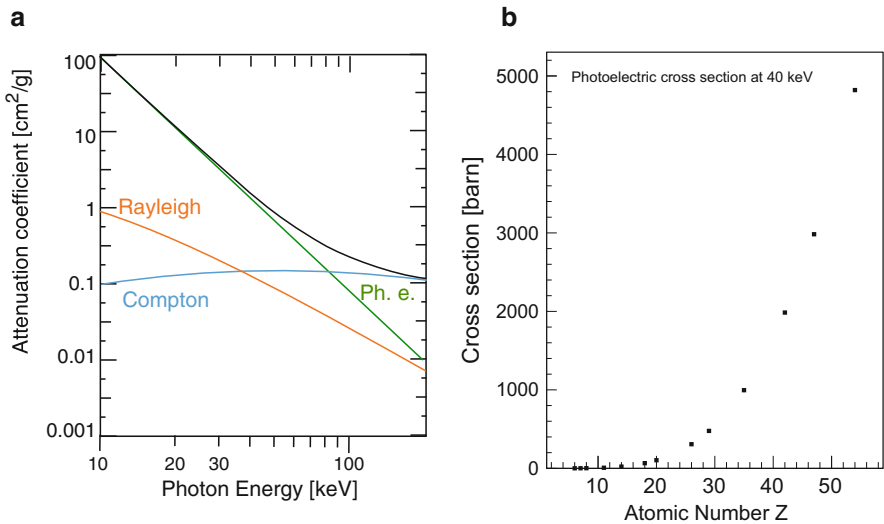 a
Attenuation coefficient [cm²/g]
100
10
1
0.1
0.01
0.001
Rayleigh
Compton
Ph. e.
10
20
30
100
Photon Energy [keV]
b
Photoelectric cross section at 40 keV
Cross section [barn]
5000
4000
3000
2000
1000
0
10
20
30
40
50
Atomic Number Z